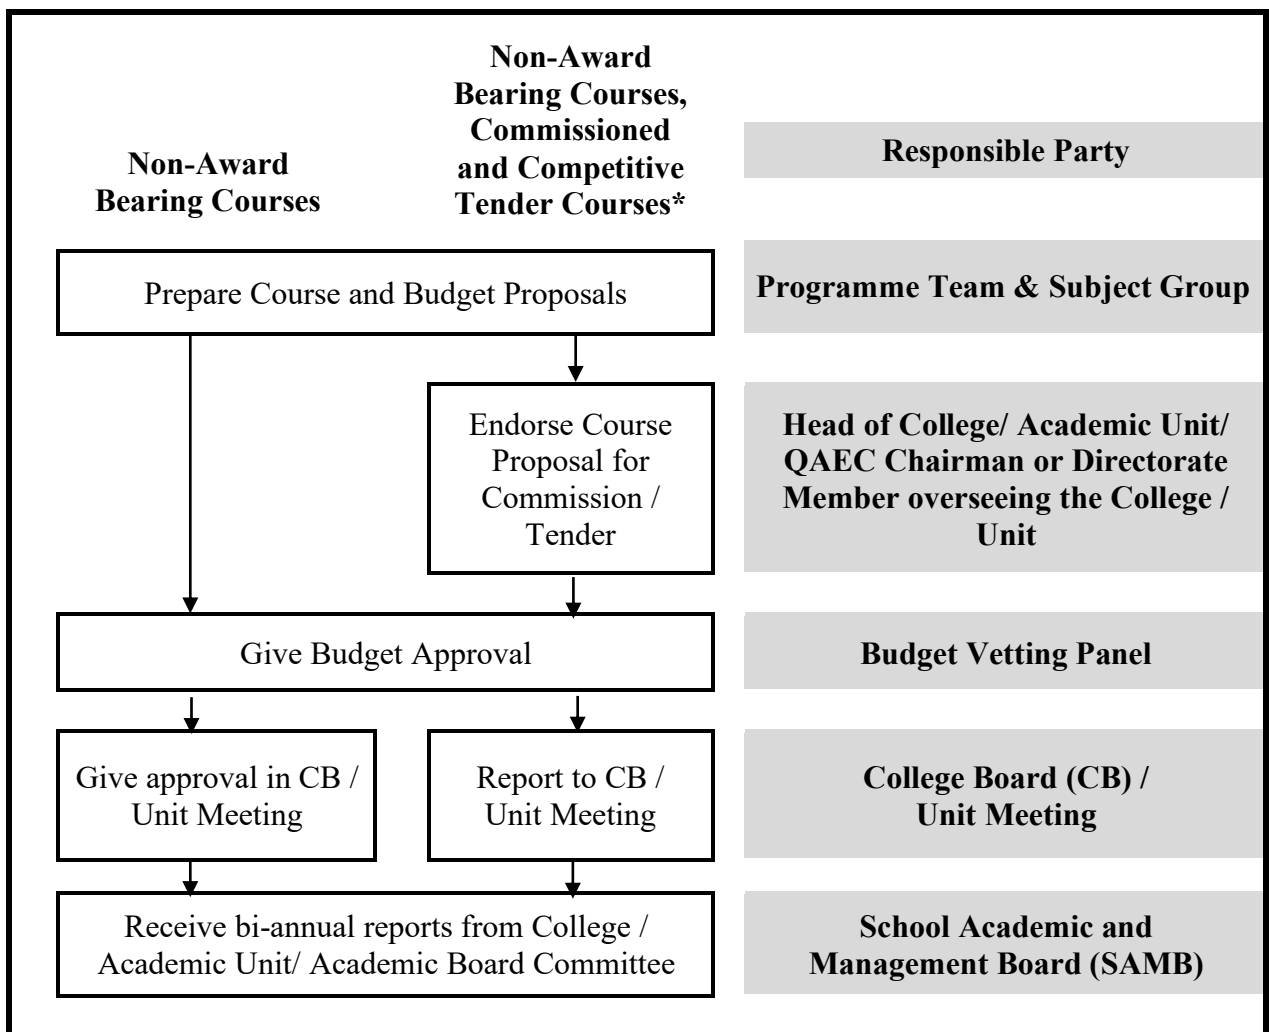 Non-Award
Bearing Courses
Non-Award
Bearing Courses,
Commissioned
and Competitive
Tender Courses*
Responsible Party
Prepare Course and Budget Proposals
Programme Team & Subject Group
Endorse Course
Proposal for
Commission /
Tender
Head of College/ Academic Unit/
QAEC Chairman or Directorate
Member overseeing the College /
Unit
Give Budget Approval
Budget Vetting Panel
Give approval in CB /
Unit Meeting
Report to CB /
Unit Meeting
College Board (CB) /
Unit Meeting
Receive bi-annual reports from College /
Academic Unit/ Academic Board Committee
School Academic and
Management Board (SAMB)